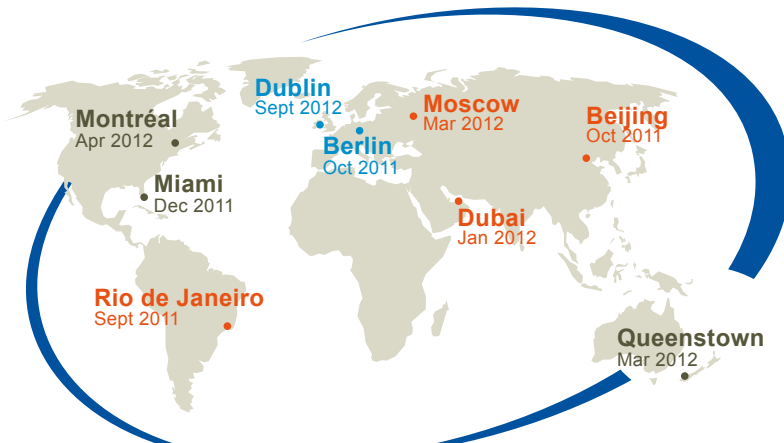 Dublin
Sept 2012
Moscow
Mar 2012
Montréal
Apr 2012
Beijing
Oct 2011
Berlin
Oct 2011
Miami
Dec 2011
Dubai
Jan 2012
Rio de Janeiro
Sept 2011
Queenstown
Mar 2012